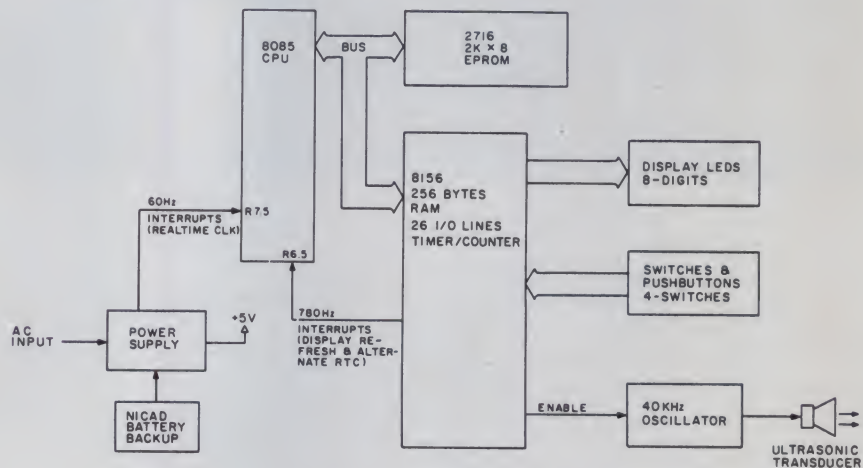 8085
CPU
BUS
2716
2K × 8
EPROM
8156
256 BYTES
RAM
26 I/O LINES
TIMER/COUNTER
DISPLAY LEDS
8-DIGITS
60Hz
INTERRUPTS
(REALTIME CLK)
R7.5
R6.5
SWITCHES &
PUSHBUTTONS
4-SWITCHES
780Hz
INTERRUPTS
(DISPLAY RE-
FRESH & ALTER-
NATE RTC)
AC
INPUT
POWER
SUPPLY
+5V
NICAD
BATTERY
BACKUP
ENABLE
40KHz
OSCILLATOR
ULTRASONIC
TRANSDUCER